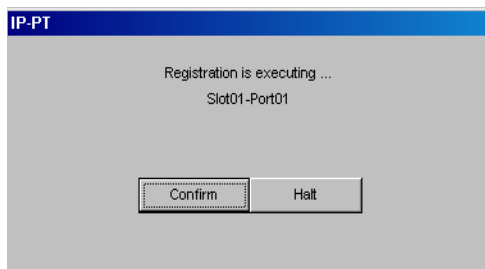 IP-PT
Registration is executing ...
Slot01-Port01
Confirm Halt